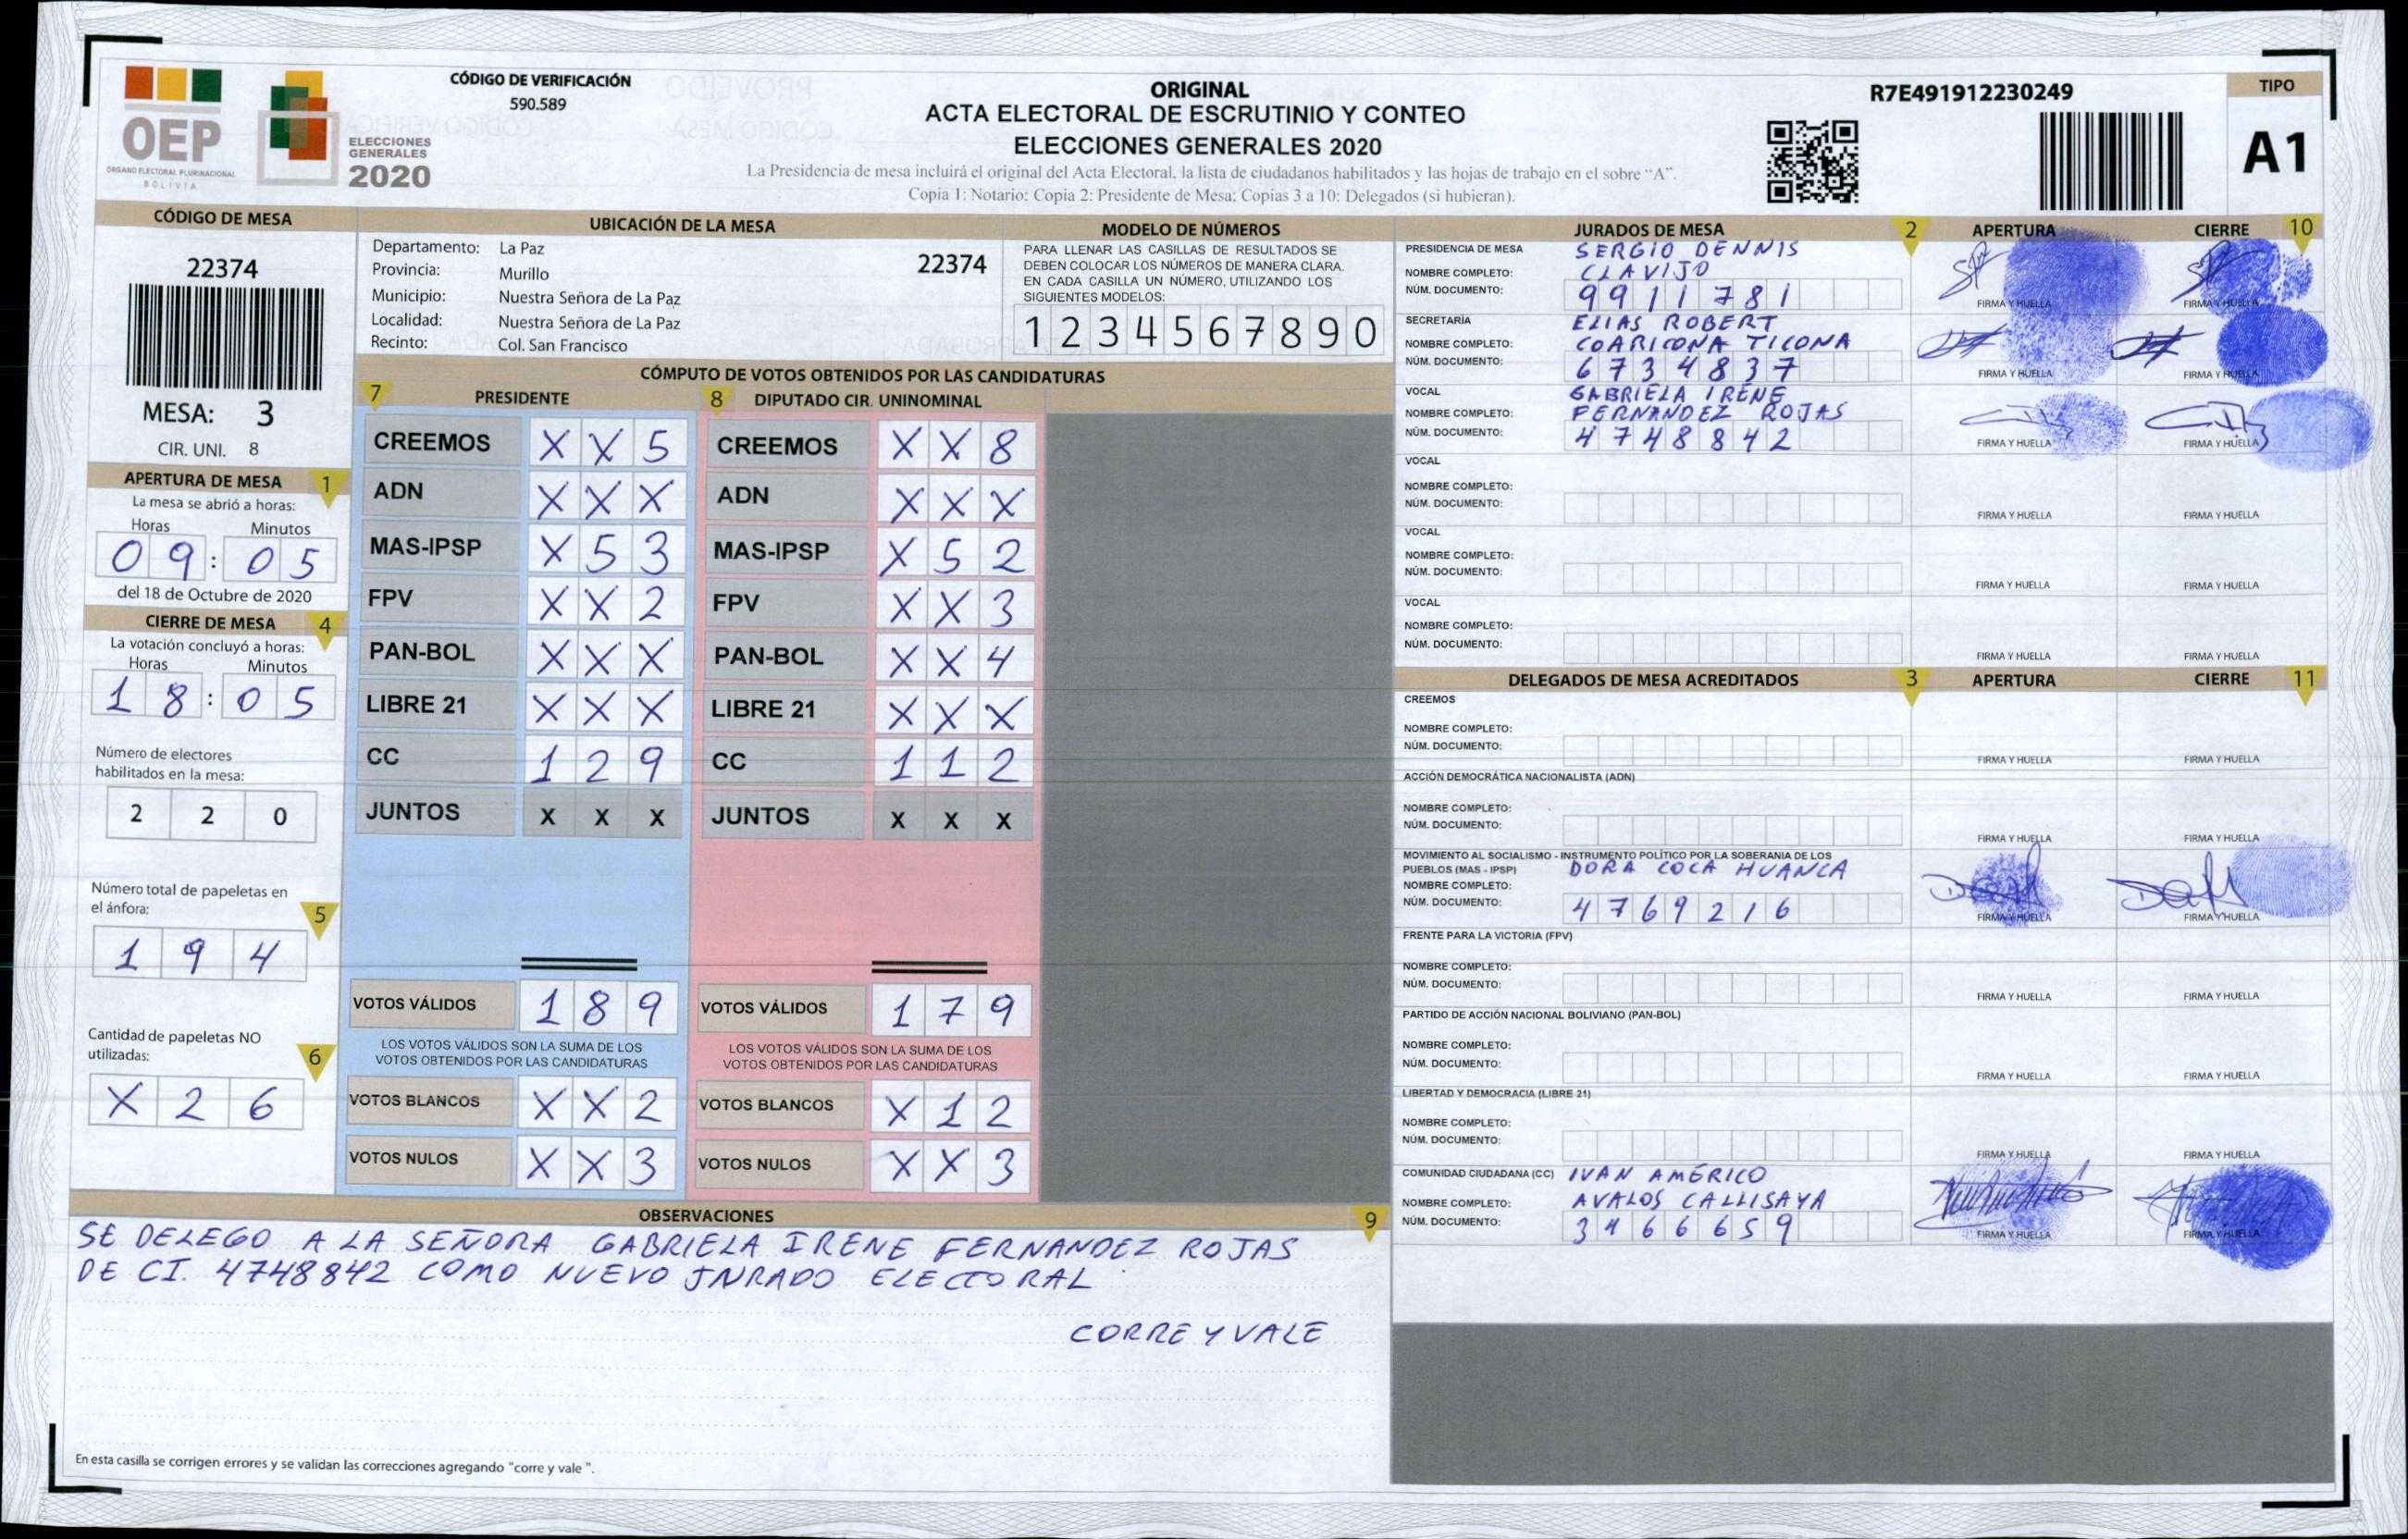 OEP
ÓRGANO ELECTORAL PLURINACIONAL
BOLIVIA
ELECCIONES
GENERALES
2020
CÓDIGO DE VERIFICACIÓN
590.589
ORIGINAL
ACTA ELECTORAL DE ESCRUTINIO Y CONTEO
ELECCIONES GENERALES 2020
La Presidencia de mesa incluirá el original del Acta Electoral, la lista de ciudadanos habilitados y las hojas de trabajo en el sobre "A".
Copia 1: Notario; Copia 2: Presidente de Mesa; Copias 3 a 10: Delegados (si hubieran).
R7E491912230249
TIPO
A1
CÓDIGO DE MESA
22374
MESA: 3
CIR. UNI. 8
APERTURA DE MESA 1
La mesa se abrió a horas:
Horas Minutos
09:05
del 18 de Octubre de 2020
CIERRE DE MESA 4
La votación concluyó a horas:
Horas Minutos
18:05
Número de electores
habilitados en la mesa:
2 2 0
Número total de papeletas en
el ánfora: 5
1 9 4
Cantidad de papeletas NO
utilizadas: 6
X 2 6
UBICACIÓN DE LA MESA
Departamento: La Paz
22374
Provincia: Murillo
Municipio: Nuestra Señora de La Paz
Localidad: Nuestra Señora de La Paz
Recinto: Col. San Francisco
MODELO DE NÚMEROS
PARA LLENAR LAS CASILLAS DE RESULTADOS SE
DEBEN COLOCAR LOS NÚMEROS DE MANERA CLARA.
EN CADA CASILLA UN NÚMERO, UTILIZANDO LOS
SIGUIENTES MODELOS:
1 2 3 4 5 6 7 8 9 0
CÓMPUTO DE VOTOS OBTENIDOS POR LAS CANDIDATURAS
7 PRESIDENTE
CREEMOS X X 5
ADN X X X
MAS-IPSP X 5 3
FPV X X 2
PAN-BOL X X X
LIBRE 21 X X X
CC 1 2 9
JUNTOS X X X
VOTOS VÁLIDOS 1 8 9
LOS VOTOS VÁLIDOS SON LA SUMA DE LOS
VOTOS OBTENIDOS POR LAS CANDIDATURAS
VOTOS BLANCOS X X 2
VOTOS NULOS X X 3
8 DIPUTADO CIR. UNINOMINAL
CREEMOS X X 8
ADN X X X
MAS-IPSP X 5 2
FPV X X 3
PAN-BOL X X 4
LIBRE 21 X X X
CC 1 1 2
JUNTOS X X X
VOTOS VÁLIDOS 1 7 9
LOS VOTOS VÁLIDOS SON LA SUMA DE LOS
VOTOS OBTENIDOS POR LAS CANDIDATURAS
VOTOS BLANCOS X 1 2
VOTOS NULOS X X 3
OBSERVACIONES 9
SE DELEGO A LA SEÑORA GABRIELA IRENE FERNANDEZ ROJAS
DE CI. 4748842 COMO NUEVO JURADO ELECTORAL
CORRE Y VALE
En esta casilla se corrigen errores y se validan las correcciones agregando "corre y vale ".
JURADOS DE MESA 2 APERTURA CIERRE 10
PRESIDENCIA DE MESA SERGIO DENNIS
NOMBRE COMPLETO: CLAVIJO
NÚM. DOCUMENTO: 9911781 FIRMA Y HUELLA FIRMA Y HUELLA
SECRETARÍA ELIAS ROBERT
NOMBRE COMPLETO: COARICONA TICONA
NÚM. DOCUMENTO: 6734837 FIRMA Y HUELLA FIRMA Y HUELLA
VOCAL GABRIELA IRENE
NOMBRE COMPLETO: FERNANDEZ ROJAS
NÚM. DOCUMENTO: 4748842 FIRMA Y HUELLA FIRMA Y HUELLA
VOCAL
NOMBRE COMPLETO:
NÚM. DOCUMENTO: FIRMA Y HUELLA FIRMA Y HUELLA
VOCAL
NOMBRE COMPLETO:
NÚM. DOCUMENTO: FIRMA Y HUELLA FIRMA Y HUELLA
VOCAL
NOMBRE COMPLETO:
NÚM. DOCUMENTO: FIRMA Y HUELLA FIRMA Y HUELLA
DELEGADOS DE MESA ACREDITADOS 3 APERTURA CIERRE 11
CREEMOS
NOMBRE COMPLETO:
NÚM. DOCUMENTO: FIRMA Y HUELLA FIRMA Y HUELLA
ACCIÓN DEMOCRÁTICA NACIONALISTA (ADN)
NOMBRE COMPLETO:
NÚM. DOCUMENTO: FIRMA Y HUELLA FIRMA Y HUELLA
MOVIMIENTO AL SOCIALISMO - INSTRUMENTO POLÍTICO POR LA SOBERANIA DE LOS
PUEBLOS (MAS - IPSP) DORA COCA HUANCA
NOMBRE COMPLETO:
NÚM. DOCUMENTO: 4769216 FIRMA Y HUELLA FIRMA Y HUELLA
FRENTE PARA LA VICTORIA (FPV)
NOMBRE COMPLETO:
NÚM. DOCUMENTO: FIRMA Y HUELLA FIRMA Y HUELLA
PARTIDO DE ACCIÓN NACIONAL BOLIVIANO (PAN-BOL)
NOMBRE COMPLETO:
NÚM. DOCUMENTO: FIRMA Y HUELLA FIRMA Y HUELLA
LIBERTAD Y DEMOCRACIA (LIBRE 21)
NOMBRE COMPLETO:
NÚM. DOCUMENTO: FIRMA Y HUELLA FIRMA Y HUELLA
COMUNIDAD CIUDADANA (CC) IVAN AMÉRICO
NOMBRE COMPLETO: AVALOS CALLISAYA
NÚM. DOCUMENTO: 3466659 FIRMA Y HUELLA FIRMA Y HUELLA